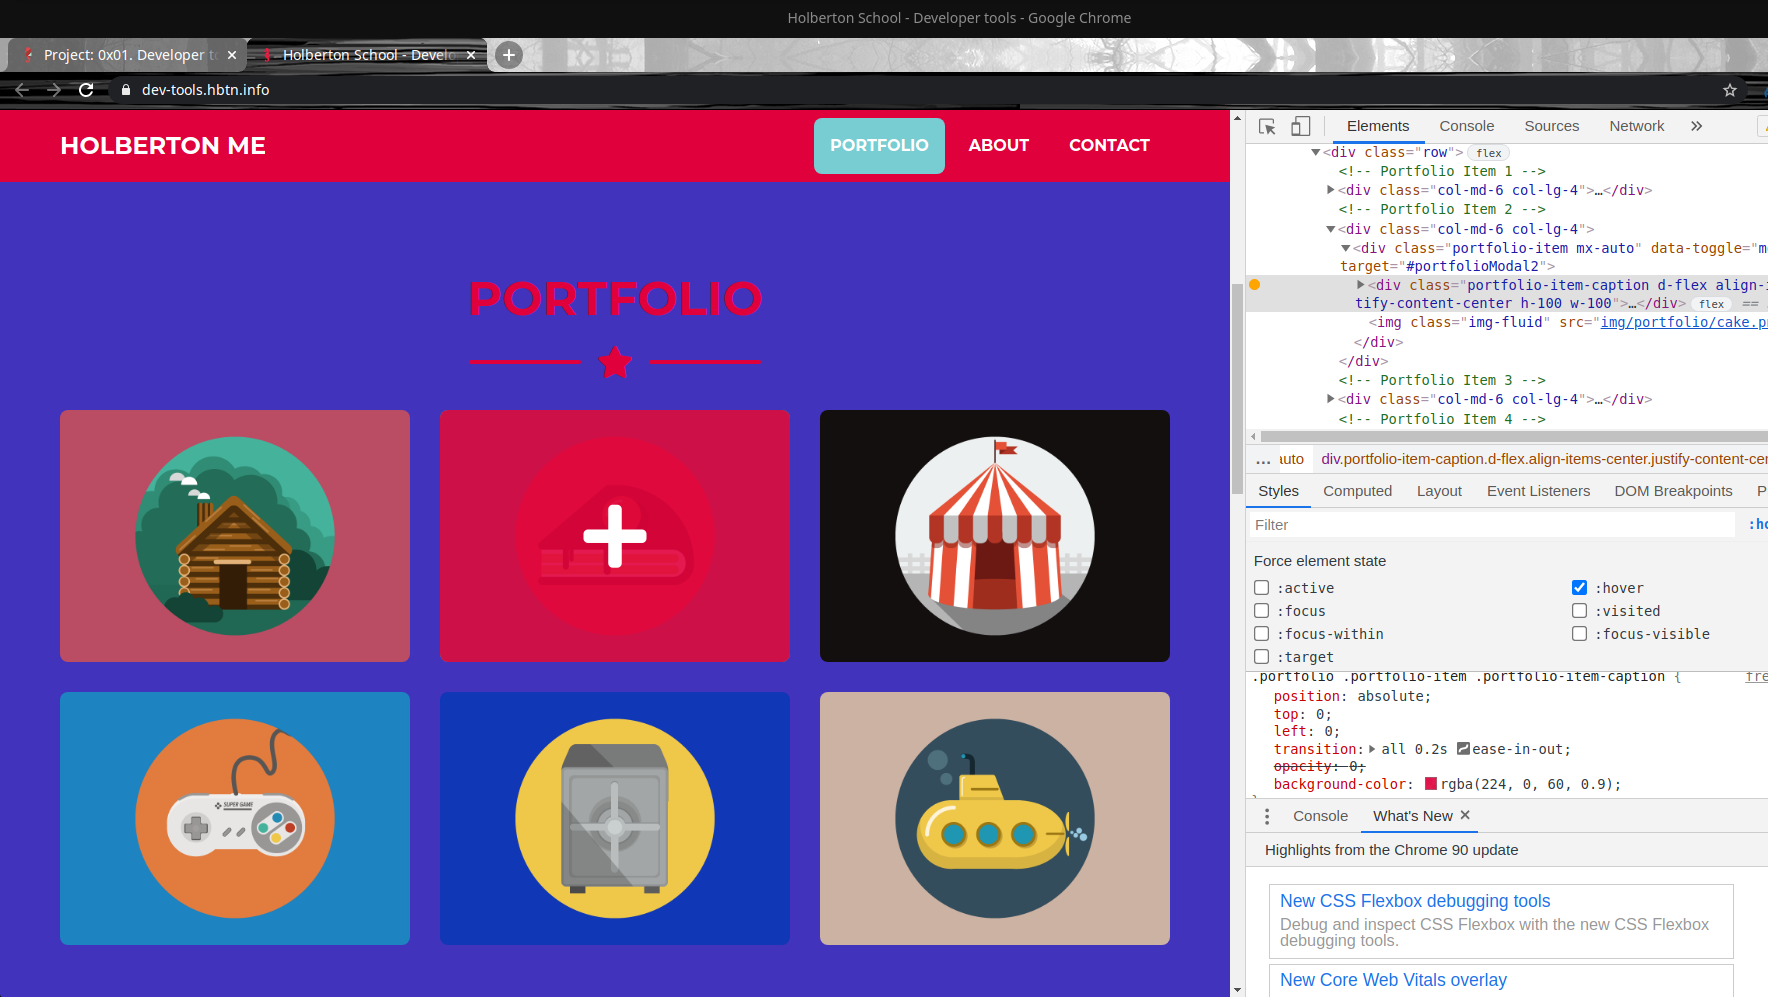 Holberton School - Developer tools - Google Chrome
Project: 0x01. Developer to
Holberton School - Develo
dev-tools.hbtn.info
HOLBERTON ME
PORTFOLIO
ABOUT
CONTACT
PORTFOLIO
SUPER GAME
Elements
Console
Sources
Network
<div class="row"> flex
<!-- Portfolio Item 1 -->
<div class="col-md-6 col-lg-4">…</div>
<!-- Portfolio Item 2 -->
<div class="col-md-6 col-lg-4">
<div class="portfolio-item mx-auto" data-toggle="m
target="#portfolioModal2">
<div class="portfolio-item-caption d-flex align-i
tify-content-center h-100 w-100">…</div> flex ==
<img class="img-fluid" src="img/portfolio/cake.p
</div>
</div>
<!-- Portfolio Item 3 -->
<div class="col-md-6 col-lg-4">…</div>
<!-- Portfolio Item 4 -->
... auto div.portfolio-item-caption.d-flex.align-items-center.justify-content-cen
Styles
Computed
Layout
Event Listeners
DOM Breakpoints
P
Filter
:ho
Force element state
:active
:hover
:focus
:visited
:focus-within
:focus-visible
:target
.portfolio .portfolio-item .portfolio-item-caption {
fre
position: absolute;
top: 0;
left: 0;
transition: all 0.2s ease-in-out;
opacity: 0;
background-color: rgba(224, 0, 60, 0.9);
}
Console
What's New
Highlights from the Chrome 90 update
New CSS Flexbox debugging tools
Debug and inspect CSS Flexbox with the new CSS Flexbox
debugging tools.
New Core Web Vitals overlay